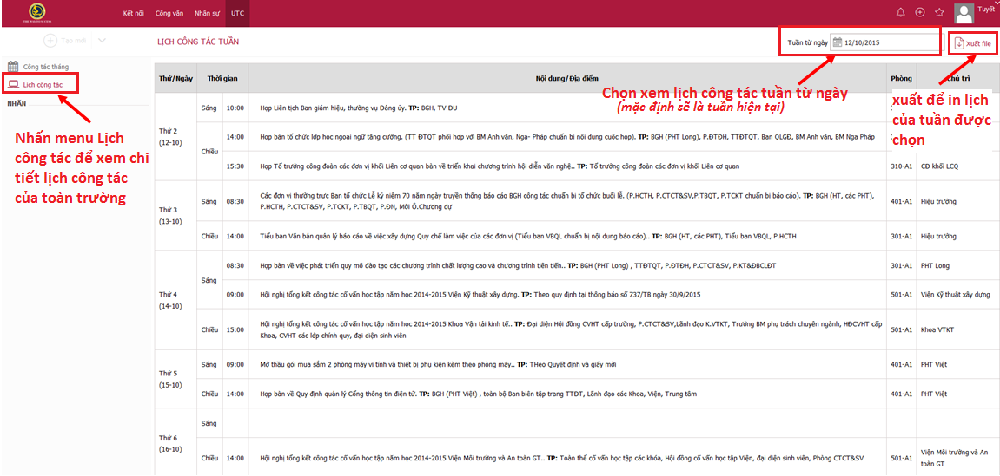 THE WAY TO SUCCESS
Kết nối Công văn Nhân sự UTC
Tuyết
Tạo mới
LỊCH CÔNG TÁC TUẦN
Tuần từ ngày 12/10/2015
Xuất file
Công tác tháng
Lịch công tác
NHÃN
Nhấn menu Lịch
công tác để xem chi
tiết lịch công tác
của toàn trường
Chọn xem lịch công tác tuần từ ngày
(mặc định sẽ là tuần hiện tại)
xuất để in lịch
của tuần được
chọn
Thứ/Ngày Thời gian Nội dung/Địa điểm Phòng Chủ trì
Thứ 2
(12-10)
Sáng 10:00 Họp Liên tịch Ban giám hiệu, thường vụ Đảng ủy. TP: BGH, TV ĐU
Chiều
14:00 Họp bàn tổ chức lớp học ngoại ngữ tăng cường. (TT ĐTQT phối hợp với BM Anh văn, Nga- Pháp chuẩn bị nội dung cuộc họp). TP: BGH (PHT Long), P.ĐTĐH, TTĐTQT, Ban QLGĐ, BM Anh văn, BM Nga Pháp
15:30 Họp Tổ trưởng công đoàn các đơn vị khối Liên cơ quan bàn về triển khai chương trình hội diễn văn nghệ.. TP: Tổ trưởng công đoàn các đơn vị khối Liên cơ quan 310-A1 CĐ khối LCQ
Thứ 3
(13-10)
Sáng 08:30 Các đơn vị thường trực Ban tổ chức Lễ kỷ niệm 70 năm ngày truyền thống báo cáo BGH công tác chuẩn bị tổ chức buổi lễ. (P.HCTH, P.CTCT&SV,P.TBQT, P.TCKT chuẩn bị báo cáo). TP: BGH (HT, các PHT),
P.HCTH, P.CTCT&SV, P.TCKT, P.TBQT, P.ĐN, Mời Ô.Chương dự 401-A1 Hiệu trưởng
Chiều 14:00 Tiểu ban Văn bản quản lý báo cáo về việc xây dựng Quy chế làm việc của các đơn vị (Tiểu ban VBQL chuẩn bị nội dung báo cáo).. TP: BGH (HT, các PHT), Tiểu ban VBQL, P.HCTH 301-A1 Hiệu trưởng
Thứ 4
(14-10)
Sáng
08:30 Họp bàn về việc phát triển quy mô đào tạo các chương trình chất lượng cao và chương trình tiên tiến.. TP: BGH (PHT Long) , TTĐTQT, P.ĐTĐH, P.CTCT&SV, P.KT&ĐBCLĐT 301-A1 PHT Long
09:00 Hội nghị tổng kết công tác cố vấn học tập năm học 2014-2015 Viện Kỹ thuật xây dựng. TP: Theo quy định tại thông báo số 737/TB ngày 30/9/2015 501-A1 Viện Kỹ thuật xây dựng
Chiều 15:00 Hội nghị tổng kết công tác cố vấn học tập năm học 2014-2015 Khoa Vận tải kinh tế.. TP: Đại diện Hội đồng CVHT cấp trường, P.CTCT&SV,Lãnh đạo K.VTKT, Trưởng BM phụ trách chuyên ngành, HĐCVHT cấp
Khoa, CVHT các lớp chính quy, đại diện sinh viên 501-A1 Khoa VTKT
Thứ 5
(15-10)
Sáng 09:00 Mở thầu gói mua sắm 2 phòng máy vi tính và thiết bị phụ kiện kèm theo phòng máy.. TP: THeo Quyết định và giấy mời 401-A1 PHT Việt
Chiều 14:00 Họp bàn về Quy định quản lý Cổng thông tin điện tử. TP: BGH (PHT Việt) , toàn bộ Ban biên tập trang TTĐT, Lãnh đạo các Khoa, Viện, Trung tâm 401-A1 PHT Việt
Thứ 6
(16-10)
Sáng
Chiều 14:00 Hội nghị tổng kết công tác cố vấn học tập năm học 2014-2015 Viện Môi trường và An toàn GT.. TP: Toàn thể cố vấn học tập các khóa, Hội đồng cố vấn học tập Viện, đại diện sinh viên, Phòng CTCT&SV 501-A1 Viện Môi trường và An
toàn GT